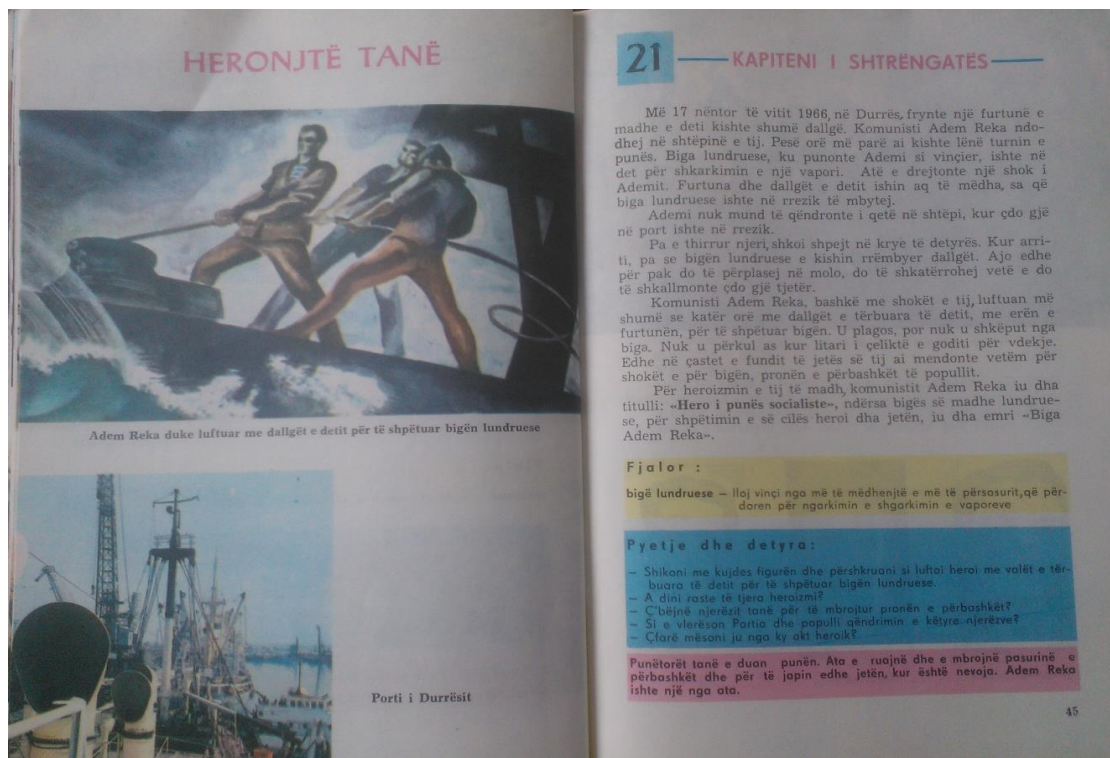 HERONJTË TANË
Adem Reka duke luftuar me dallgët e detit për të shpëtuar bigën lundruese
Porti i Durrësit
21
KAPITENI I SHTRËNGATËS
Më 17 nëntor të vitit 1966, në Durrës, frynte një furtunë e
madhe e deti kishte shumë dallgë. Komunisti Adem Reka ndo-
dhej në shtëpinë e tij. Pesë orë më parë ai kishte lënë turnin e
punës. Biga lundruese, ku punonte Ademi si vinçier, ishte në
det për shkarkimin e një vapori. Atë e drejtonte një shok i
Ademit. Furtuna dhe dallgët e detit ishin aq të mëdha, sa që
biga lundruese ishte në rrezik të mbytej.
Ademi nuk mund të qëndronte i qetë në shtëpi, kur çdo gjë
në port ishte në rrezik.
Pa e thirrur njeri, shkoi shpejt në krye të detyrës. Kur arri-
ti, pa se bigën lundruese e kishin rrëmbyer dallgët. Ajo edhe
për pak do të përplasej në molo, do të shkatërrohej vetë e do
të shkallmonte çdo gjë tjetër.
Komunisti Adem Reka, bashkë me shokët e tij, luftuan më
shumë se katër orë me dallgët e tërbuara të detit, me erën e
furtunën, për të shpëtuar bigën. U plagos, por nuk u shkëput nga
biga. Nuk u përkul as kur litari i çeliktë e goditi për vdekje.
Edhe në çastet e fundit të jetës së tij ai mendonte vetëm për
shokët e për bigën, pronën e përbashkët të popullit.
Për heroizmin e tij të madh, komunistit Adem Reka iu dha
titulli: «Hero i punës socialiste», ndërsa bigës së madhe lundrue-
se, për shpëtimin e së cilës heroi dha jetën, iu dha emri «Biga
Adem Reka».
Fjalor :
bigë lundruese – lloj vinçi nga më të mëdhenjtë e më të përsosurit, që për-
doren për ngarkimin e shgarkimin e vaporeve
Pyetje dhe detyra:
– Shikoni me kujdes figurën dhe përshkruani si luftoi heroi me valët e tër-
buara të detit për të shpëtuar bigën lundruese.
– A dini raste të tjera heroizmi?
– Ç'bëjnë njerëzit tanë për të mbrojtur pronën e përbashkët?
– Si e vlerëson Partia dhe populli qëndrimin e këtyre njerëzve?
– Çfarë mësoni ju nga ky akt heroik?
Punëtorët tanë e duan punën. Ata e ruajnë dhe e mbrojnë pasurinë e
përbashkët dhe për të japin edhe jetën, kur është nevoja. Adem Reka
ishte një nga ata.
45